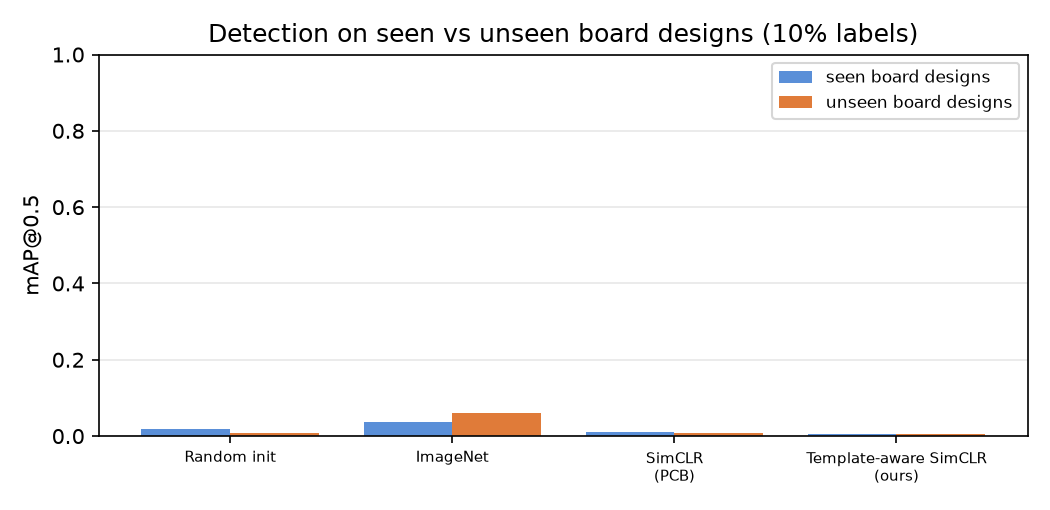 Detection on seen vs unseen board designs (10% labels)
seen board designs
unseen board designs
mAP@0.5
1.0
0.8
0.6
0.4
0.2
0.0
Random init
ImageNet
SimCLR
(PCB)
Template-aware SimCLR
(ours)